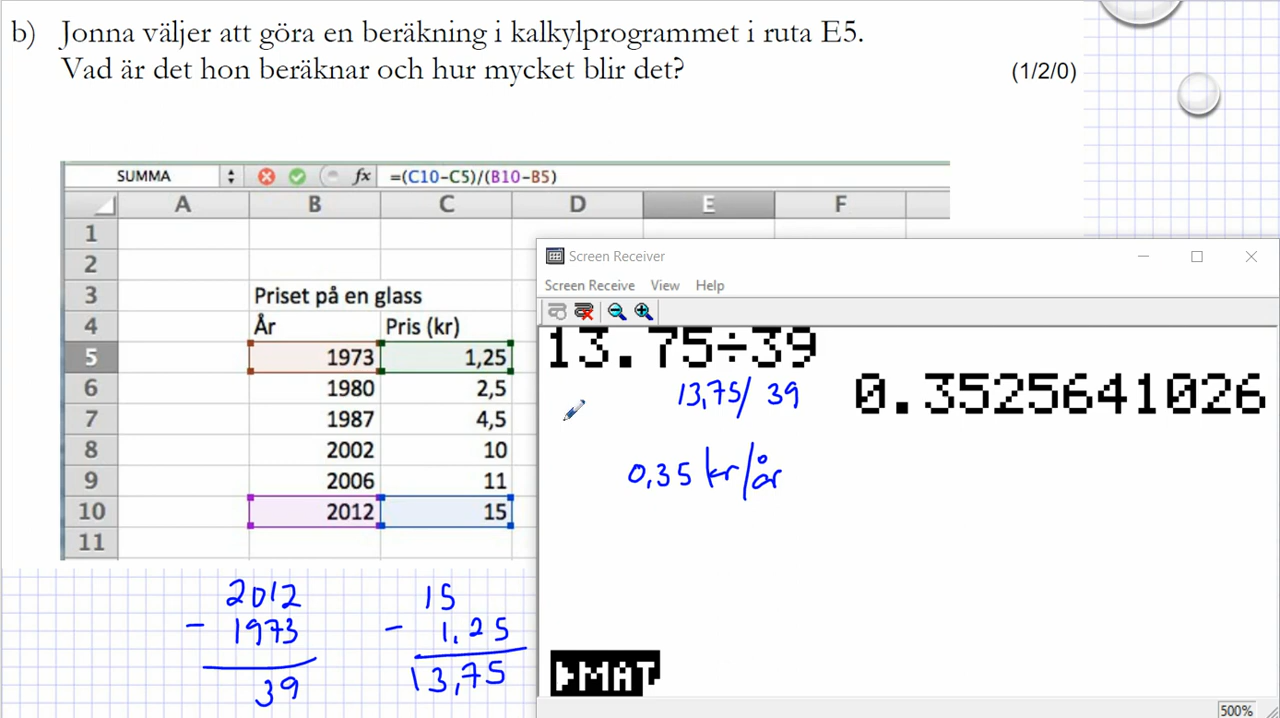 b) Jonna väljer att göra en beräkning i kalkylprogrammet i ruta E5.
Vad är det hon beräknar och hur mycket blir det? (1/2/0)
SUMMA fx =(C10-C5)/(B10-B5)
A B C D E F
1
2
3 Priset på en glass
4 År Pris (kr)
5 1973 1,25
6 1980 2,5
7 1987 4,5
8 2002 10
9 2006 11
10 2012 15
11
Screen Receiver
Screen Receive View Help
13.75÷39
0.3525641026
13,75/ 39
0,35 kr/år
▶MAT
500%
2012
- 1973
39
15
- 1.25
13,75